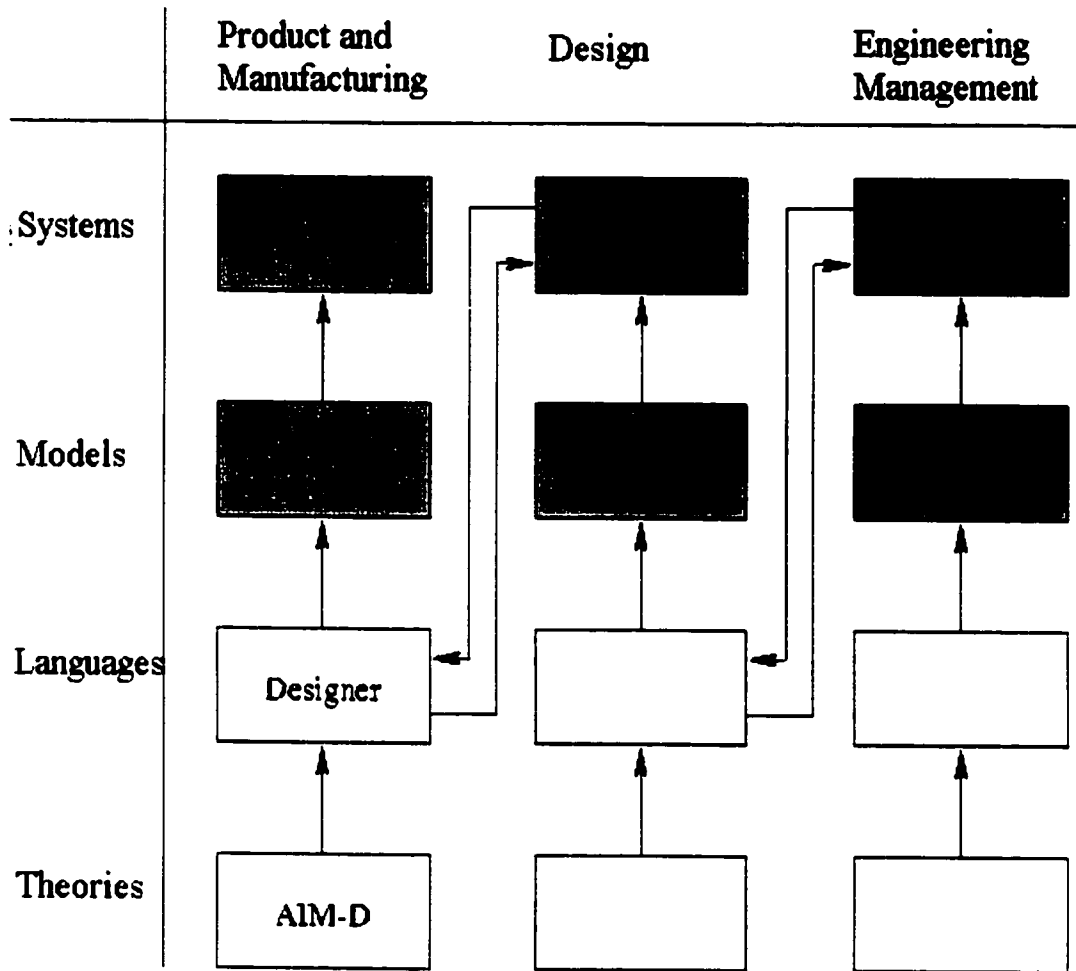 Product and
Manufacturing
Design
Engineering
Management
Systems
Models
Languages
Designer
Theories
AIM-D